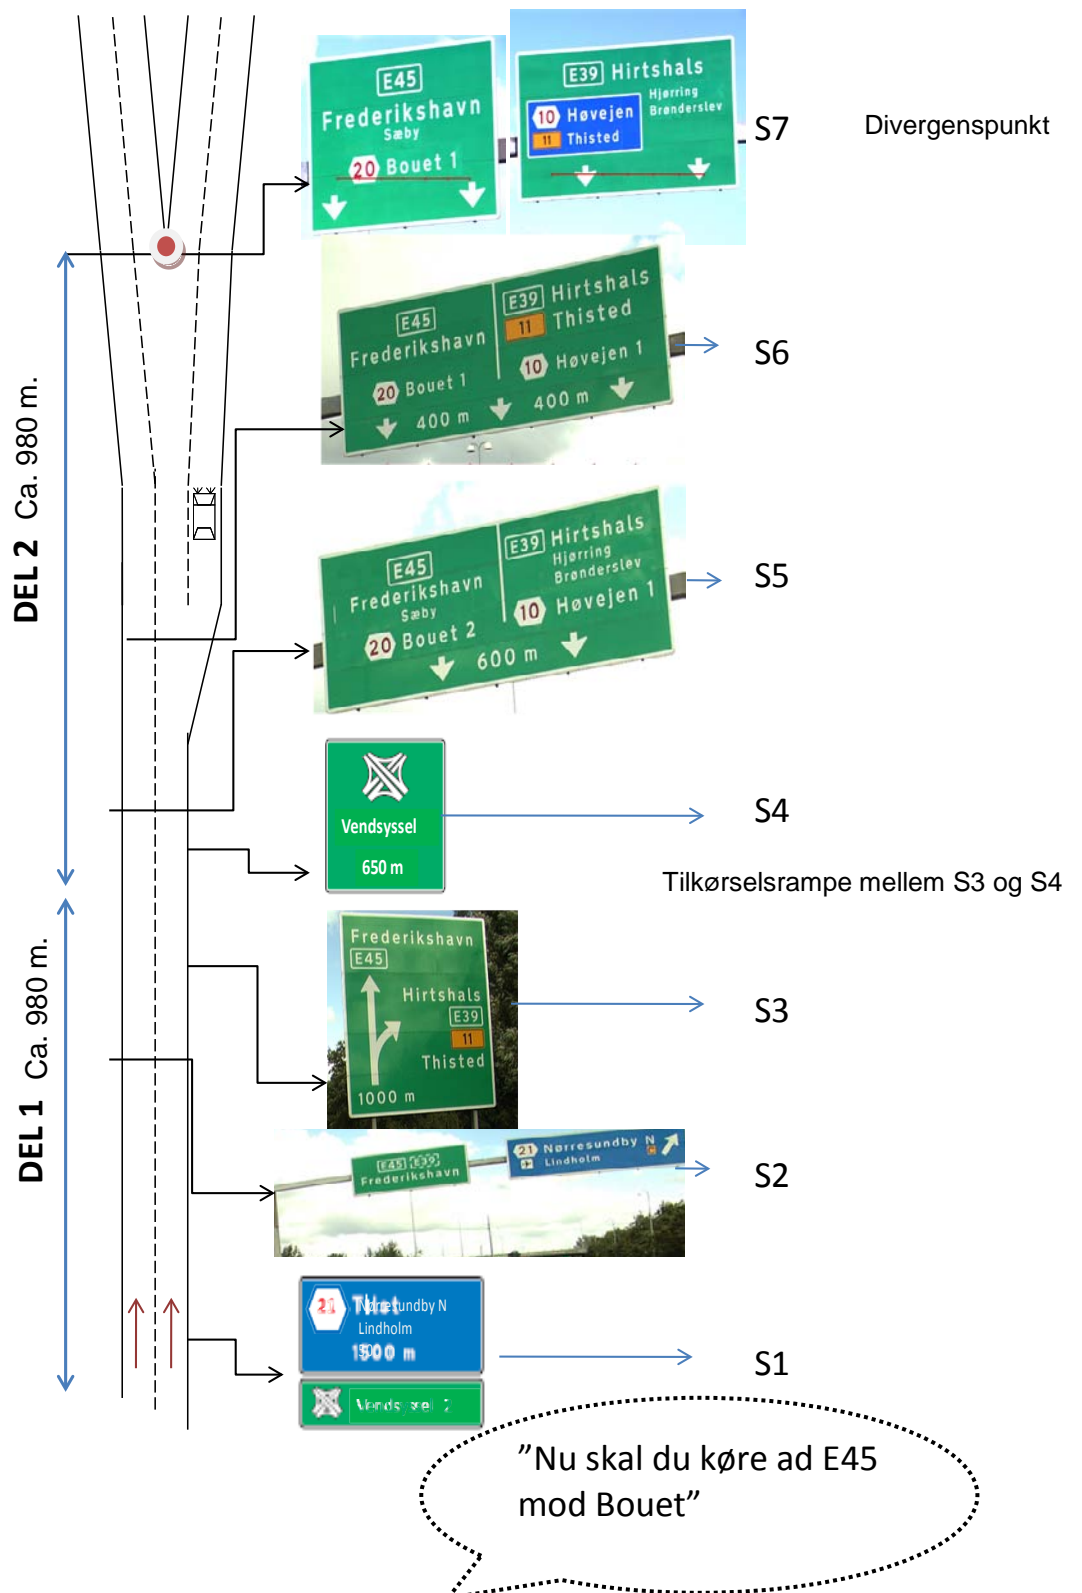 E45
Frederikshavn
Sæby
20 Bouet 1
E39 Hirtshals
Hjørring
Brønderslev
10 Høvejen
11 Thisted
S7
Divergenspunkt
E45
Frederikshavn
20 Bouet 1
400 m
E39 Hirtshals
11 Thisted
10 Høvejen 1
400 m
S6
DEL 2 Ca. 980 m.
E45
Frederikshavn
Sæby
20 Bouet 2
E39 Hirtshals
Hjørring
Brønderslev
10 Høvejen 1
600 m
S5
Vendsyssel
650 m
S4
Tilkørselsrampe mellem S3 og S4
DEL 1 Ca. 980 m.
Frederikshavn
E45
Hirtshals
E39
11
Thisted
1000 m
S3
E45 E39
Frederikshavn
21 Nørresundby N
Lindholm
S2
21 Nørresundby N
Lindholm
S1
”Nu skal du køre ad E45
mod Bouet”